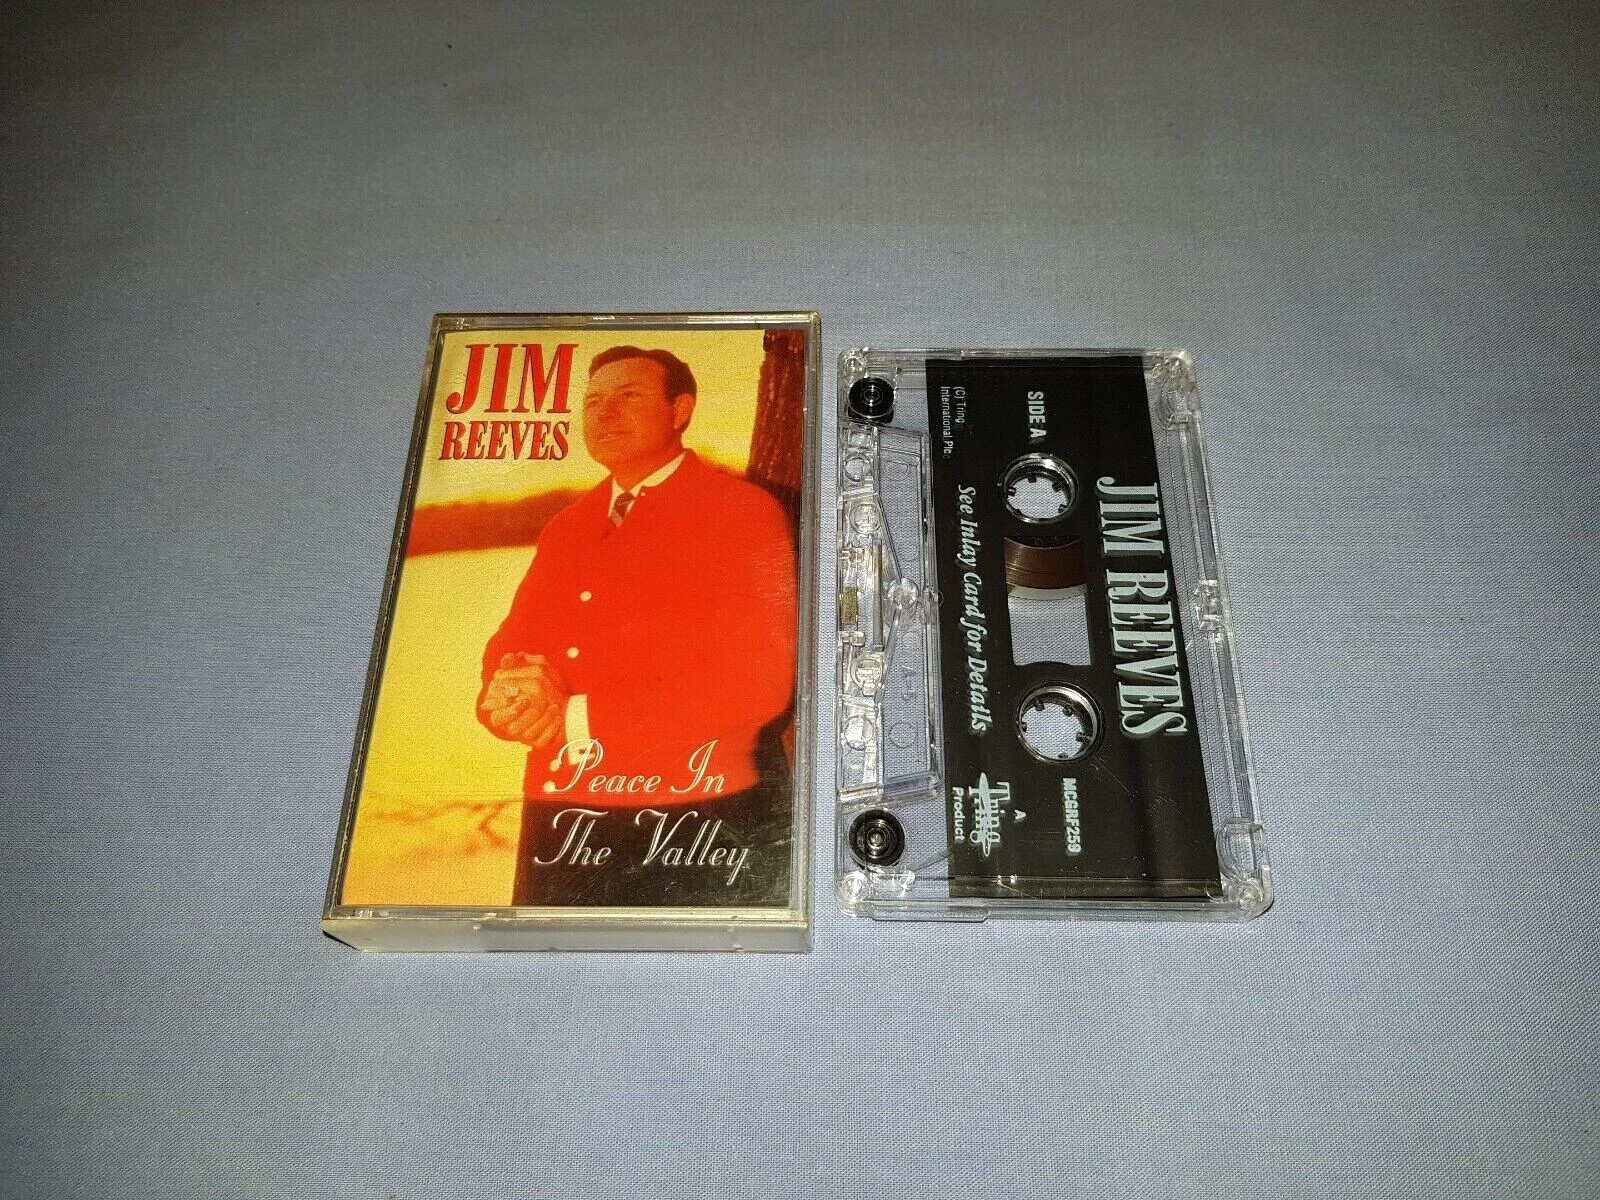 JIM
REEVES
Peace In
The Valley
JIM REEVES
SIDE A
MCGRF259
See Inlay Card for Details
A
Tring
Product
(C) Tring
International Plc